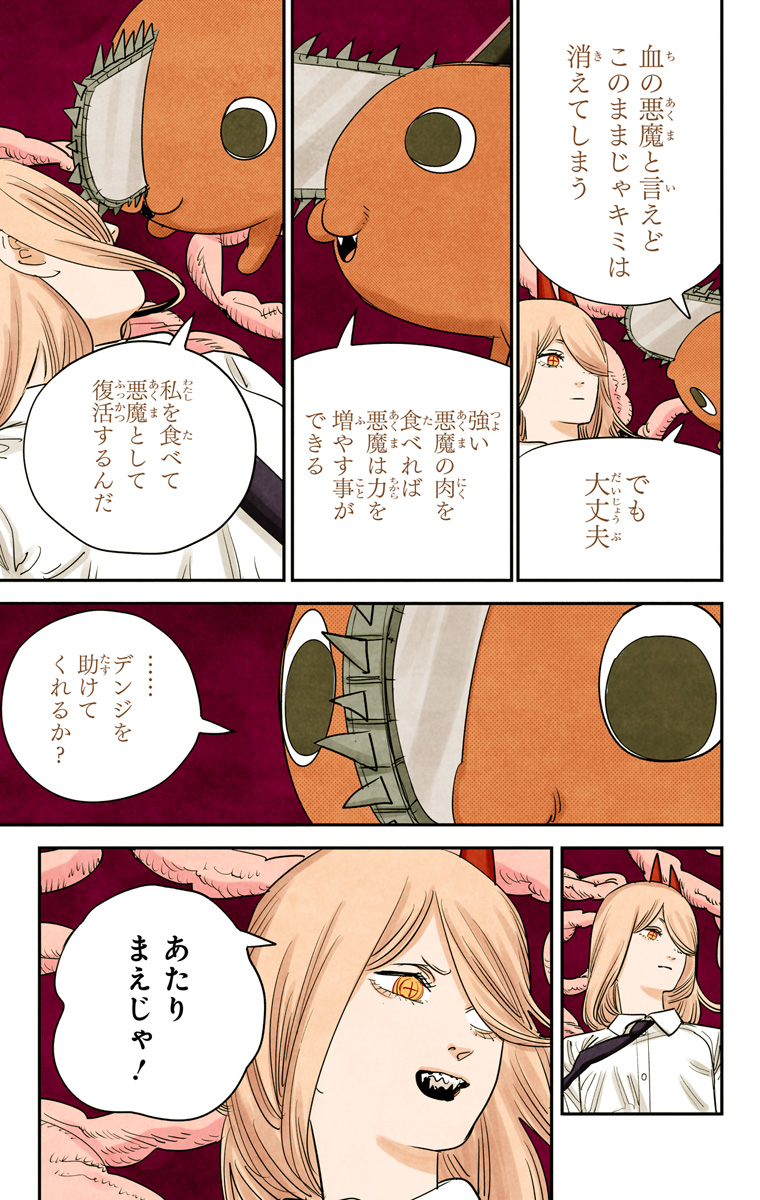 血の悪魔と言えど
このままじゃキミは
消えてしまう
でも
大丈夫
強い
悪魔の肉を
食べれば
悪魔は力を
増やす事が
できる
私を食べて
悪魔として
復活するんだ
……
デンジを
助けて
くれるか?
あたり
まえじゃ!